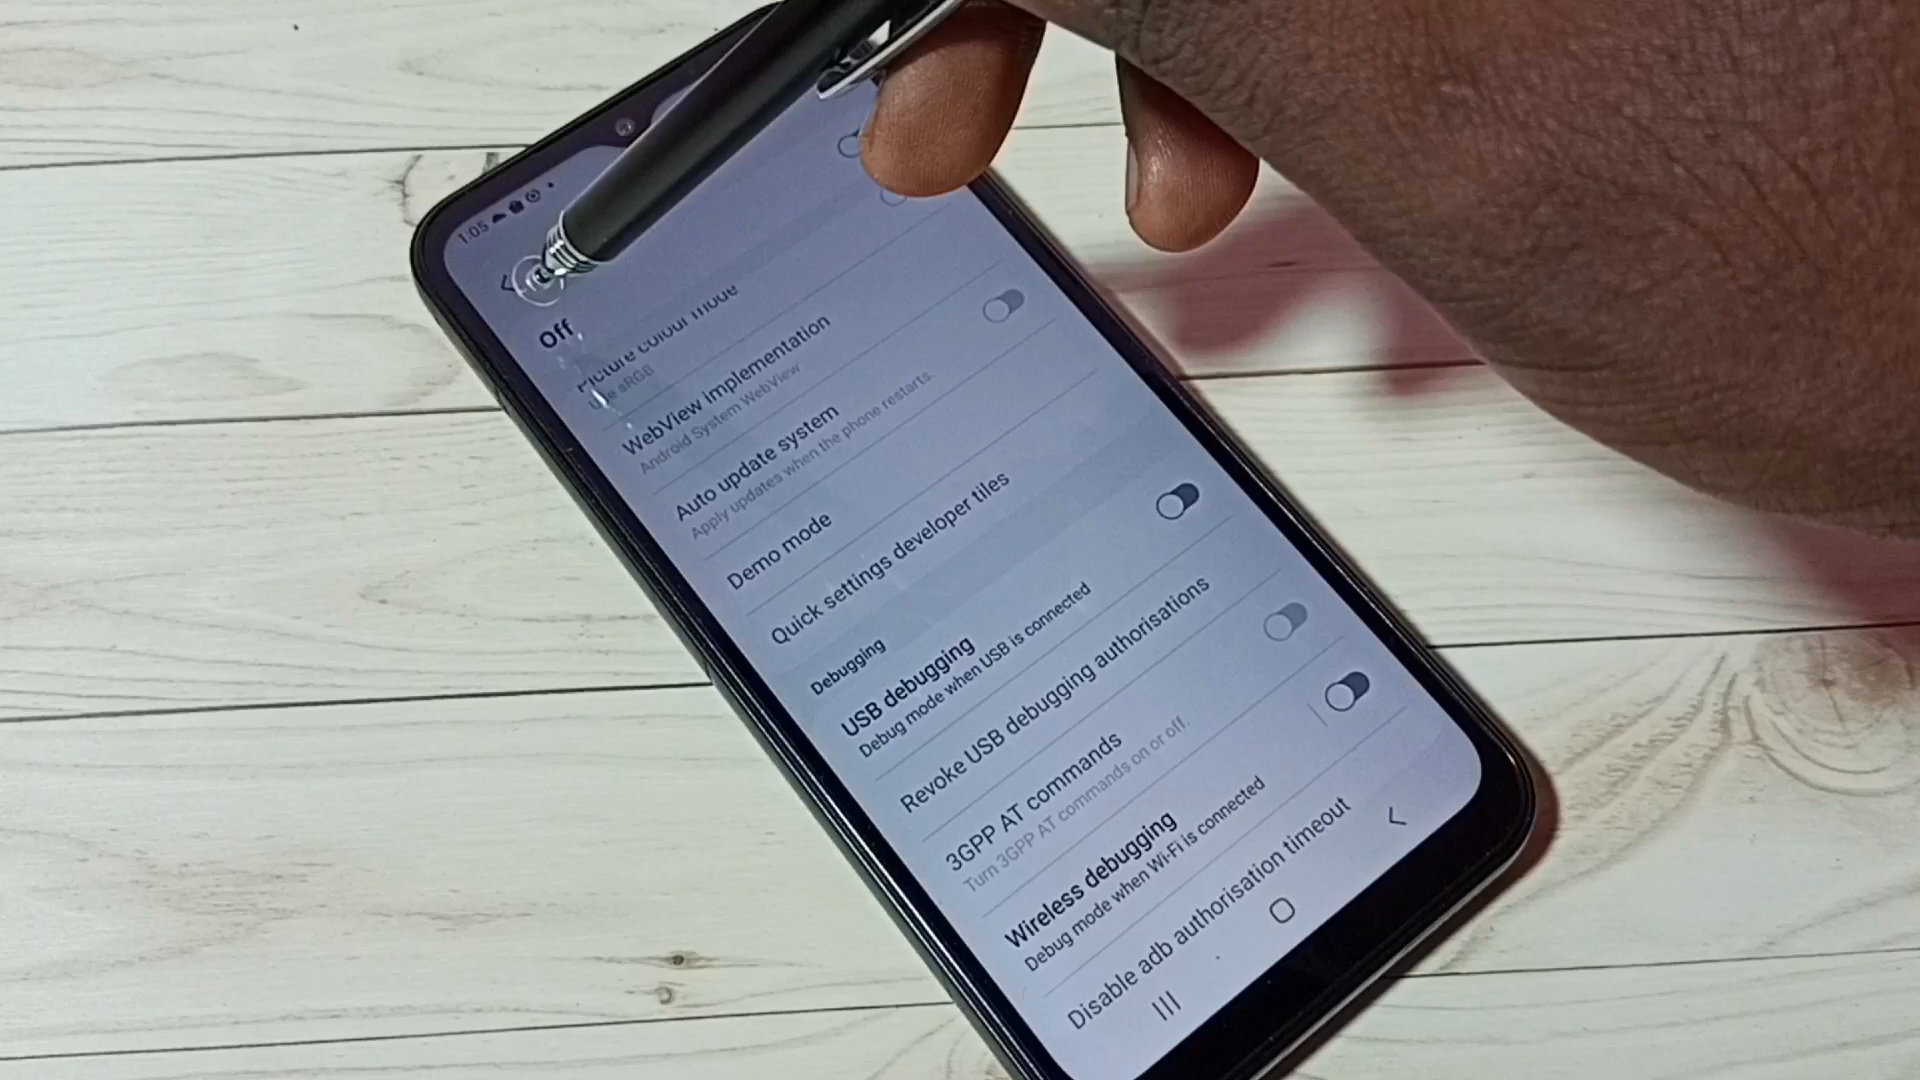 1:05
Off
Picture colour mode
Use sRGB
WebView implementation
Android System WebView
Auto update system
Apply updates when the phone restarts.
Demo mode
Quick settings developer tiles
Debugging
USB debugging
Debug mode when USB is connected
Revoke USB debugging authorisations
3GPP AT commands
Turn 3GPP AT commands on or off.
Wireless debugging
Debug mode when Wi-Fi is connected
Disable adb authorisation timeout